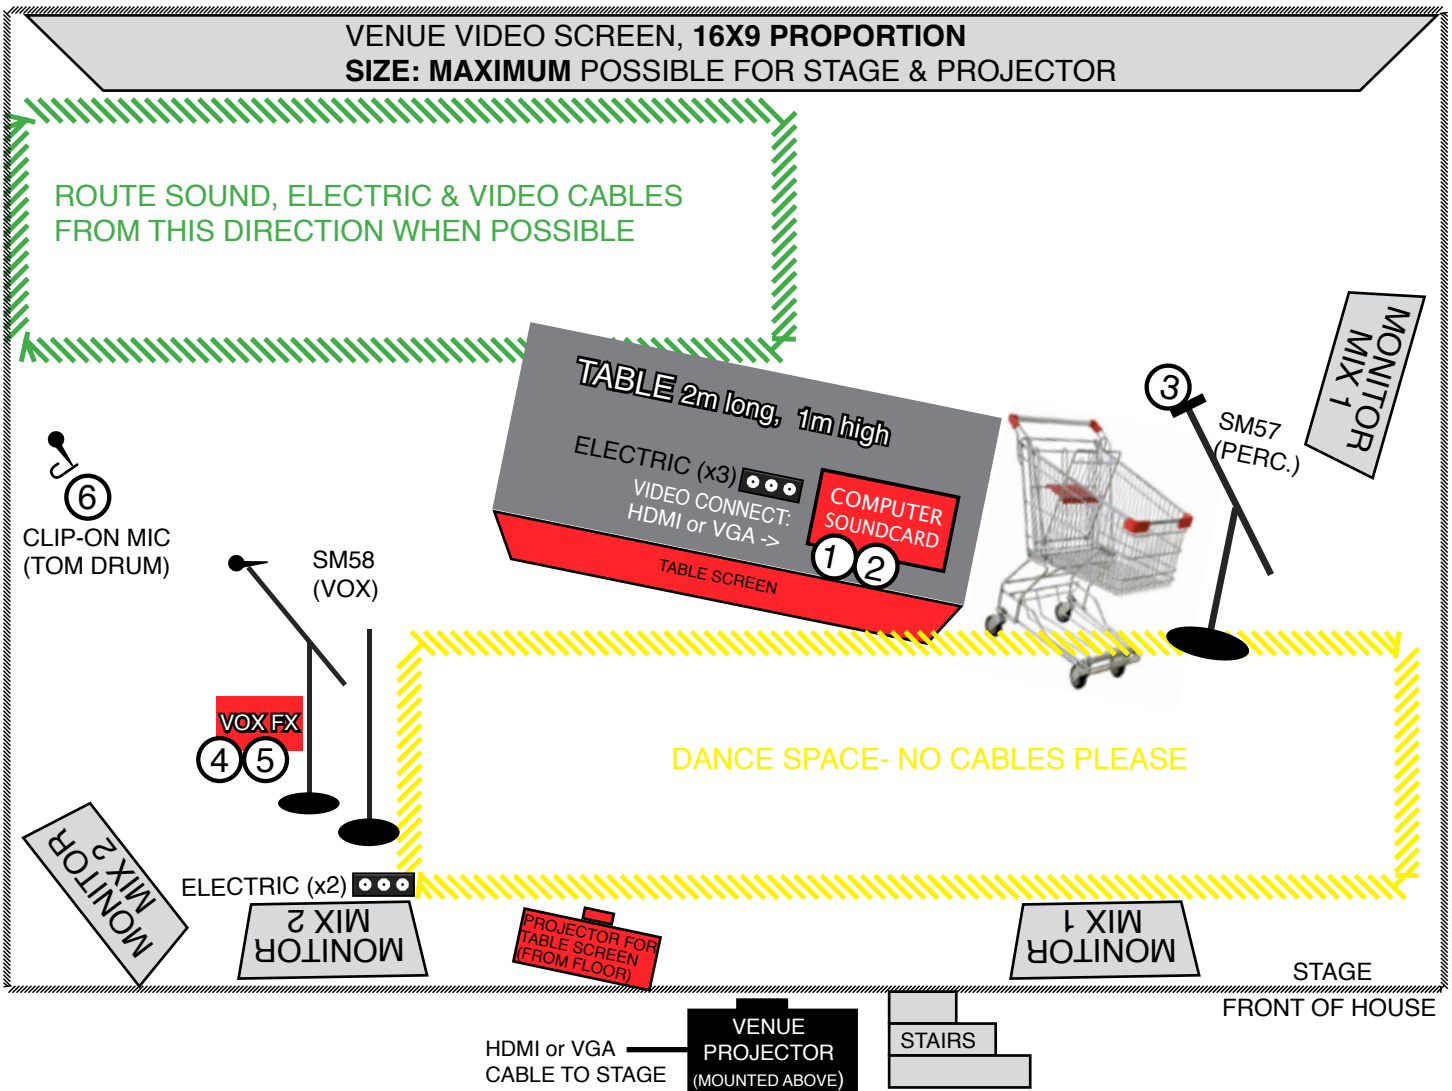 VENUE VIDEO SCREEN, 16X9 PROPORTION
SIZE: MAXIMUM POSSIBLE FOR STAGE & PROJECTOR
ROUTE SOUND, ELECTRIC & VIDEO CABLES
FROM THIS DIRECTION WHEN POSSIBLE
TABLE 2m long, 1m high
ELECTRIC (x3)
VIDEO CONNECT:
HDMI or VGA ->
COMPUTER
SOUNDCARD
1 2
TABLE SCREEN
3
SM57
(PERC.)
MONITOR
MIX 1
6
CLIP-ON MIC
(TOM DRUM)
SM58
(VOX)
VOX FX
4 5
DANCE SPACE- NO CABLES PLEASE
MONITOR
MIX 2
ELECTRIC (x2)
MONITOR
MIX 2
PROJECTOR FOR
TABLE SCREEN
(FROM FLOOR)
MONITOR
MIX 1
STAGE
FRONT OF HOUSE
HDMI or VGA
CABLE TO STAGE
VENUE
PROJECTOR
(MOUNTED ABOVE)
STAIRS